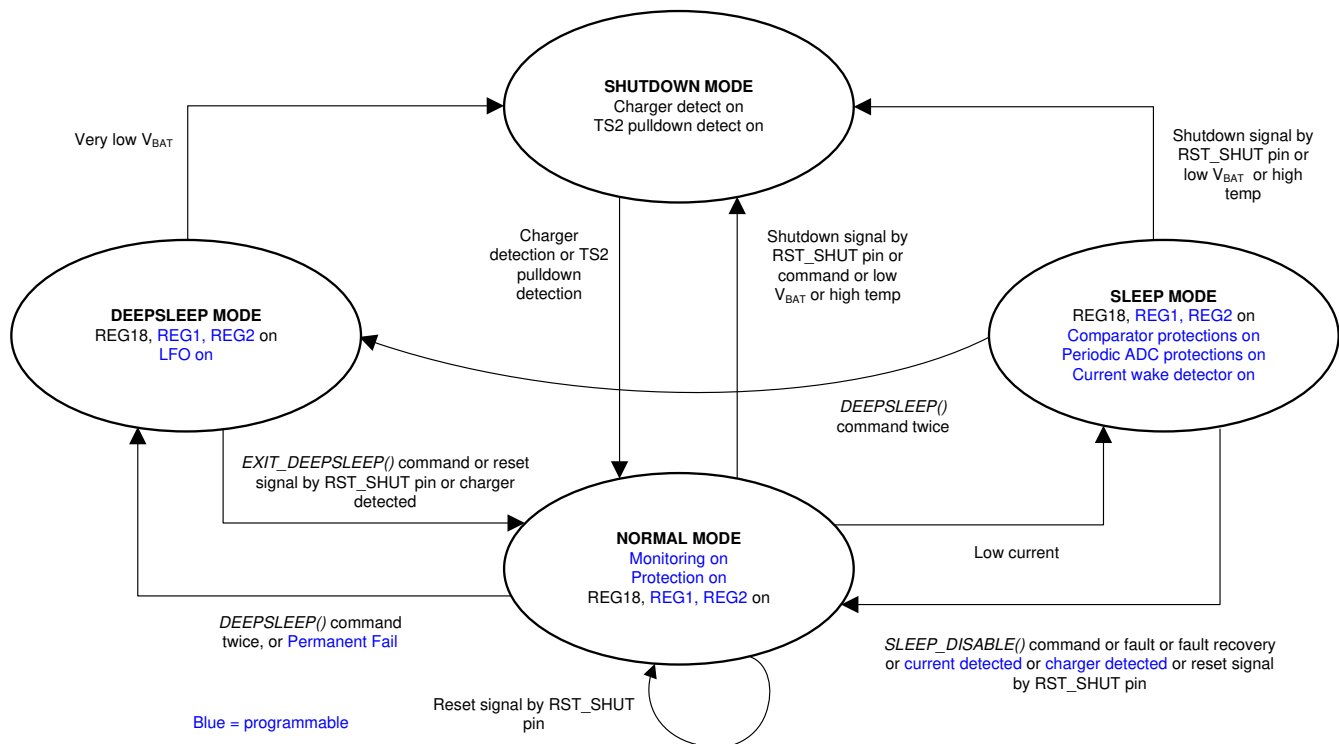 SHUTDOWN MODE
Charger detect on
TS2 pulldown detect on
Very low VBAT
Shutdown signal by
RST_SHUT pin or
low VBAT or high
temp
Charger
detection or TS2
pulldown
detection
Shutdown signal by
RST_SHUT pin or
command or low
VBAT or high temp
DEEPSLEEP MODE
REG18, REG1, REG2 on
LFO on
SLEEP MODE
REG18, REG1, REG2 on
Comparator protections on
Periodic ADC protections on
Current wake detector on
DEEPSLEEP()
command twice
EXIT_DEEPSLEEP() command or reset
signal by RST_SHUT pin or charger
detected
NORMAL MODE
Monitoring on
Protection on
REG18, REG1, REG2 on
Low current
DEEPSLEEP() command
twice, or Permanent Fail
SLEEP_DISABLE() command or fault or fault recovery
or current detected or charger detected or reset signal
by RST_SHUT pin
Reset signal by RST_SHUT
pin
Blue = programmable